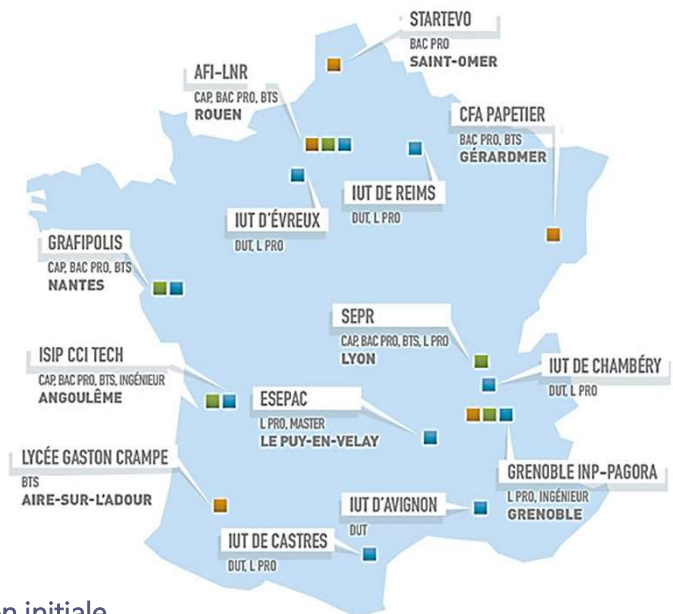 STARTEVO
BAC PRO
SAINT-OMER
AFI-LNR
CAP, BAC PRO, BTS
ROUEN
CFA PAPETIER
BAC PRO, BTS
GÉRARDMER
IUT DE REIMS
DUT, L PRO
IUT D'ÉVREUX
DUT, L PRO
GRAFIPOLIS
CAP, BAC PRO, BTS
NANTES
SEPR
CAP, BAC PRO, BTS, L PRO
LYON
ISIP CCI TECH
CAP, BAC PRO, BTS, INGÉNIEUR
ANGOULÊME
IUT DE CHAMBÉRY
DUT, L PRO
ESEPAC
L PRO, MASTER
LE PUY-EN-VELAY
LYCÉE GASTON CRAMPE
BTS
AIRE-SUR-L'ADOUR
GRENOBLE INP-PAGORA
L PRO, INGÉNIEUR
GRENOBLE
IUT D'AVIGNON
DUT
IUT DE CASTRES
DUT, L PRO
initiale